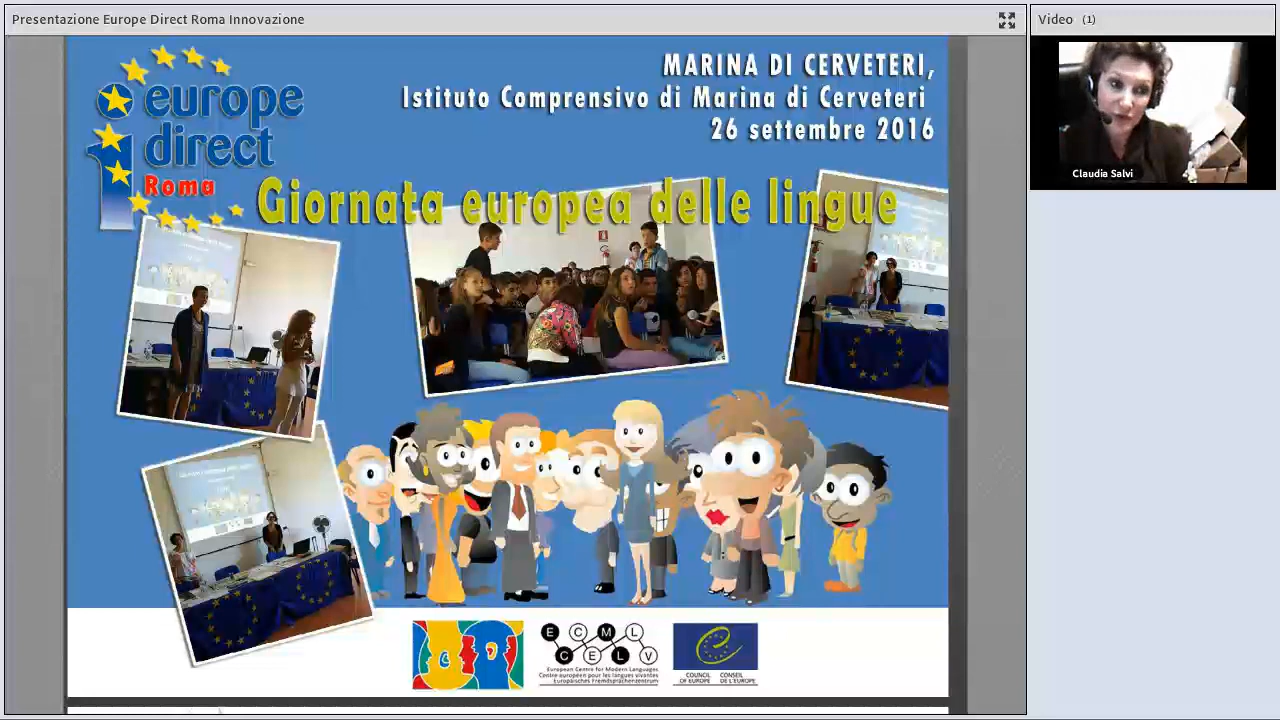 Presentazione Europe Direct Roma Innovazione
Video (1)
Claudia Salvi
europe
direct
Roma
MARINA DI CERVETERI,
Istituto Comprensivo di Marina di Cerveteri
26 settembre 2016
Giornata europea delle lingue
E C M L
C E L V
European Centre for Modern Languages
Centre européen pour les langues vivantes
Europäisches Fremdsprachenzentrum
COUNCIL CONSEIL
OF EUROPE DE L'EUROPE